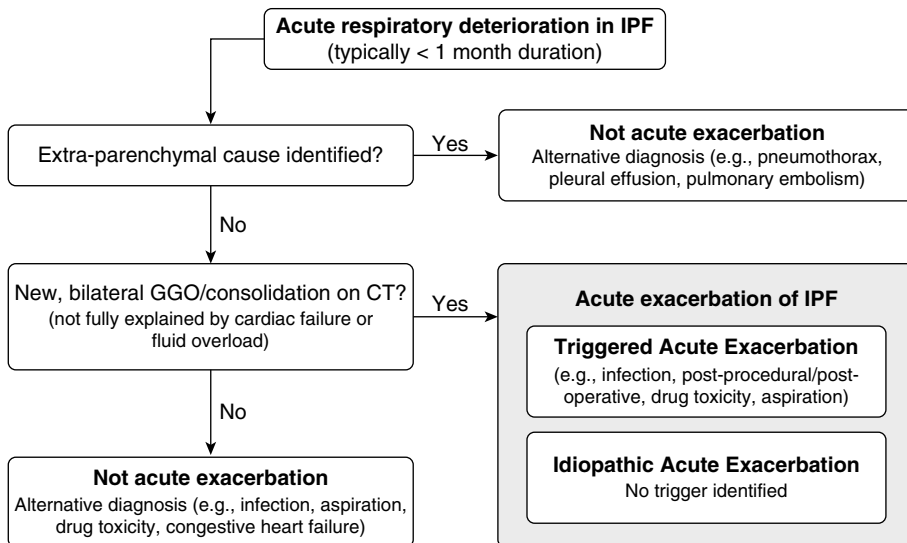 Acute respiratory deterioration in IPF
(typically < 1 month duration)
Extra-parenchymal cause identified?
Yes
Not acute exacerbation
Alternative diagnosis (e.g., pneumothorax,
pleural effusion, pulmonary embolism)
No
New, bilateral GGO/consolidation on CT?
(not fully explained by cardiac failure or
fluid overload)
Yes
Acute exacerbation of IPF
Triggered Acute Exacerbation
(e.g., infection, post-procedural/post-
operative, drug toxicity, aspiration)
Idiopathic Acute Exacerbation
No trigger identified
No
Not acute exacerbation
Alternative diagnosis (e.g., infection, aspiration,
drug toxicity, congestive heart failure)